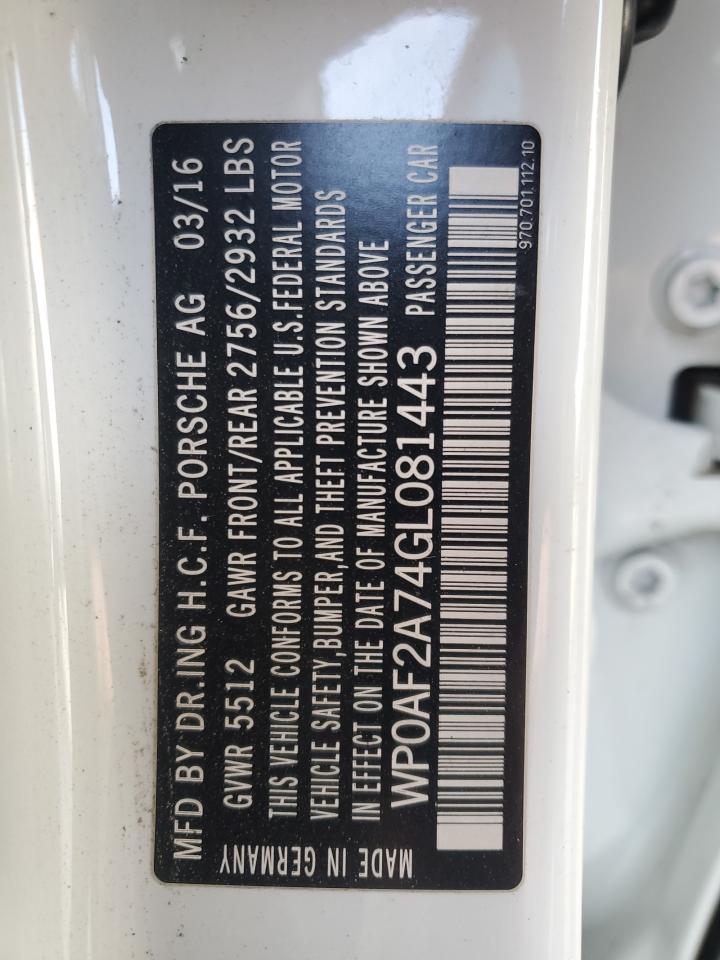 MFD BY DR.ING H.C.F. PORSCHE AG 03/16
GVWR 5512 GAWR FRONT/REAR 2756/2932 LBS
THIS VEHICLE CONFORMS TO ALL APPLICABLE U.S.FEDERAL MOTOR
VEHICLE SAFETY,BUMPER,AND THEFT PREVENTION STANDARDS
IN EFFECT ON THE DATE OF MANUFACTURE SHOWN ABOVE
WP0AF2A74GL081443 PASSENGER CAR
MADE IN GERMANY
970.701.112.10